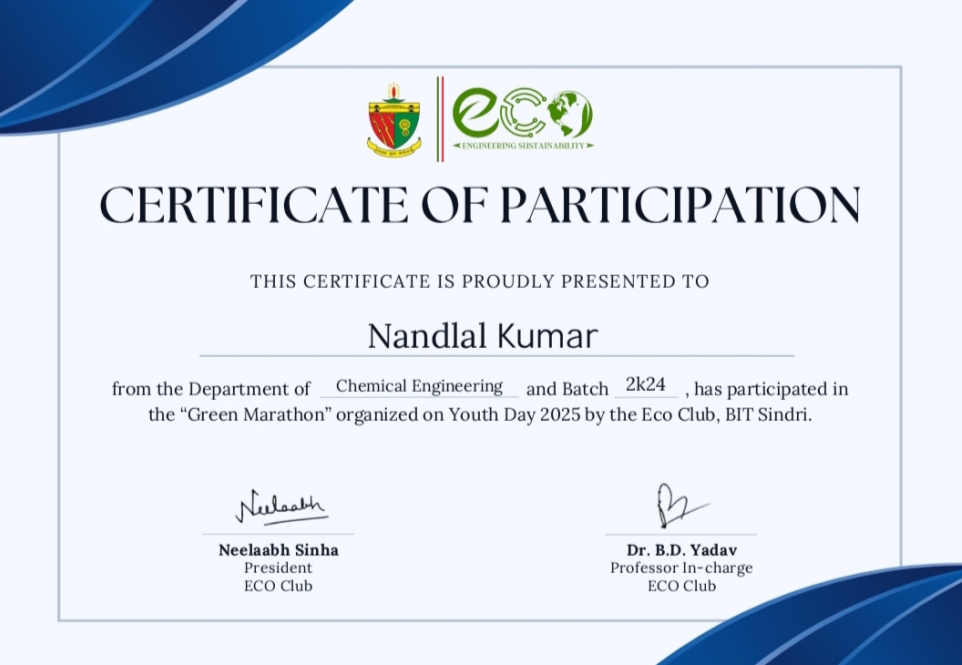 eco
ENGINEERING SUSTAINABILITY
CERTIFICATE OF PARTICIPATION
THIS CERTIFICATE IS PROUDLY PRESENTED TO
Nandlal Kumar
from the Department of Chemical Engineering and Batch 2k24 , has participated in
the “Green Marathon” organized on Youth Day 2025 by the Eco Club, BIT Sindri.
Neelaabh
Neelaabh Sinha
President
ECO Club
Dr. B.D. Yadav
Professor In-charge
ECO Club